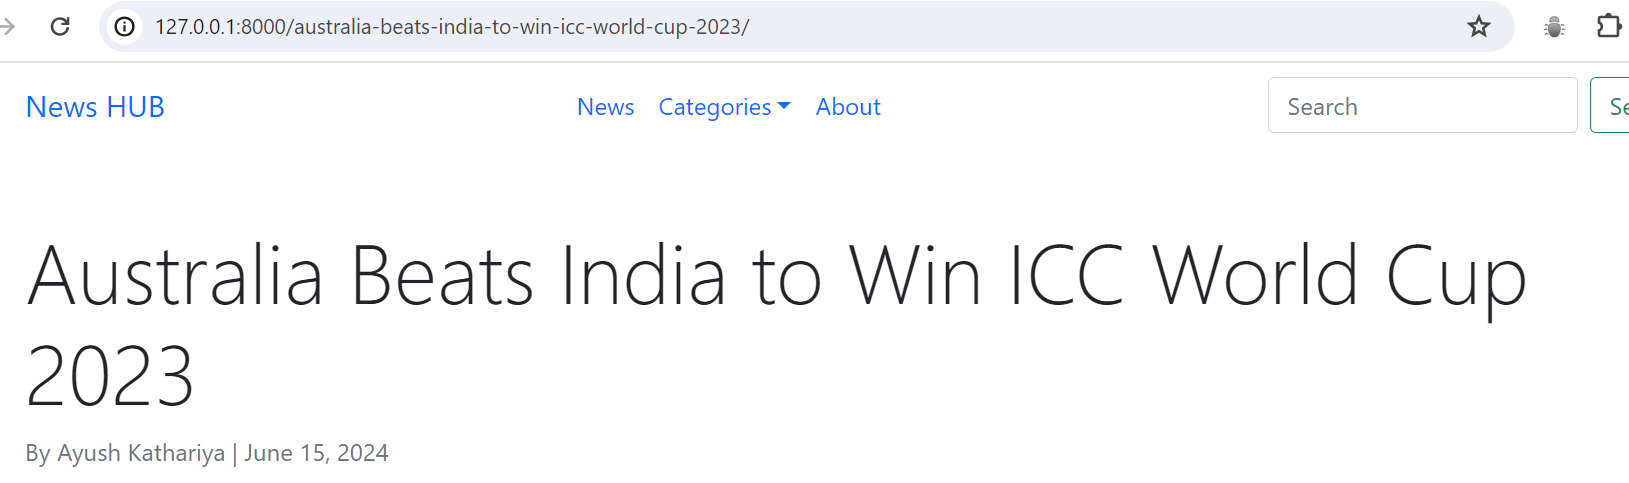 127.0.0.1:8000/australia-beats-india-to-win-icc-world-cup-2023/
News HUB News Categories About Search Se
Australia Beats India to Win ICC World Cup
2023
By Ayush Kathariya | June 15, 2024